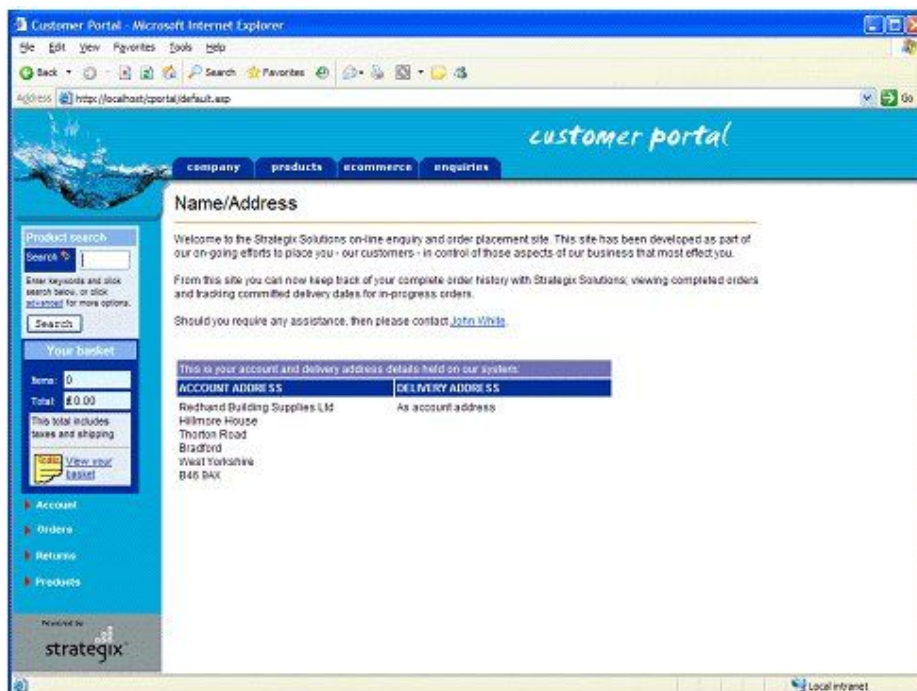 Customer Portal - Microsoft Internet Explorer
File Edit View Favorites Tools Help
Back Search Favorites
Address http://localhost/cportal/default.asp Go
customer portal
company products ecommerce enquiries
Name/Address
Welcome to the Strategix Solutions on-line enquiry and order placement site. This site has been developed as part of
our on-going efforts to place you - our customers - in control of those aspects of our business that most effect you.
From this site you can now keep track of your complete order history with Strategix Solutions; viewing completed orders
and tracking committed delivery dates for in-progress orders.
Should you require any assistance, then please contact John White.
Product search
Search
Enter keywords and click
search below, or click
advanced for more options.
Search
Your basket
Items: 0
Total: £0.00
This total includes
taxes and shipping
View your
basket
Account
Orders
Returns
Products
Powered by
strategix
This is your account and delivery address details held on our system:
ACCOUNT ADDRESS DELIVERY ADDRESS
Redhand Building Supplies Ltd As account address
Hillmore House
Thorton Road
Bradford
West Yorkshire
B46 9AX
Local intranet